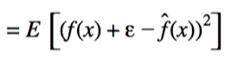 = E [(f(x) + ε − f̂(x))²]